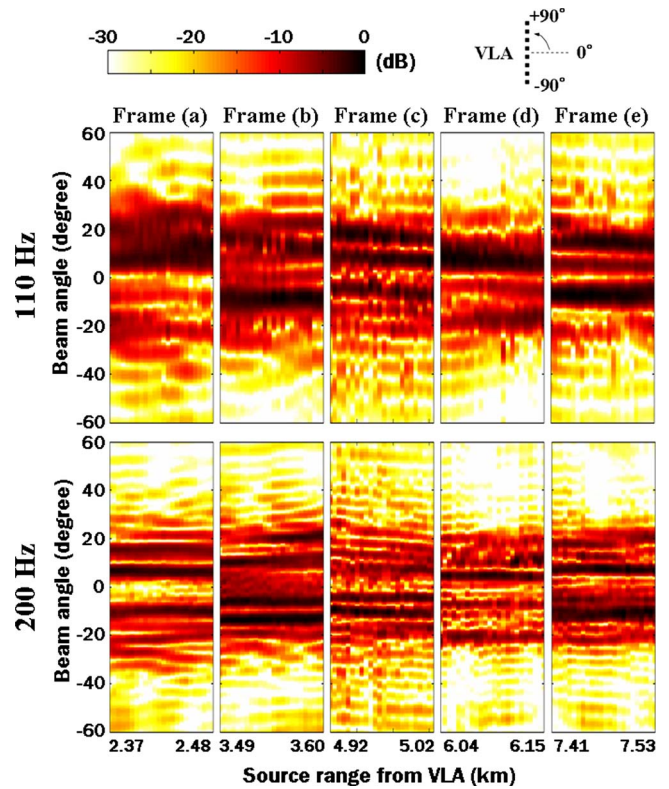 -30 -20 -10 0
(dB)
+90°
VLA 0°
-90°
Frame (a) Frame (b) Frame (c) Frame (d) Frame (e)
110 Hz
Beam angle (degree)
60
40
20
0
-20
-40
-60
200 Hz
Beam angle (degree)
60
40
20
0
-20
-40
-60
2.37 2.48 3.49 3.60 4.92 5.02 6.04 6.15 7.41 7.53
Source range from VLA (km)